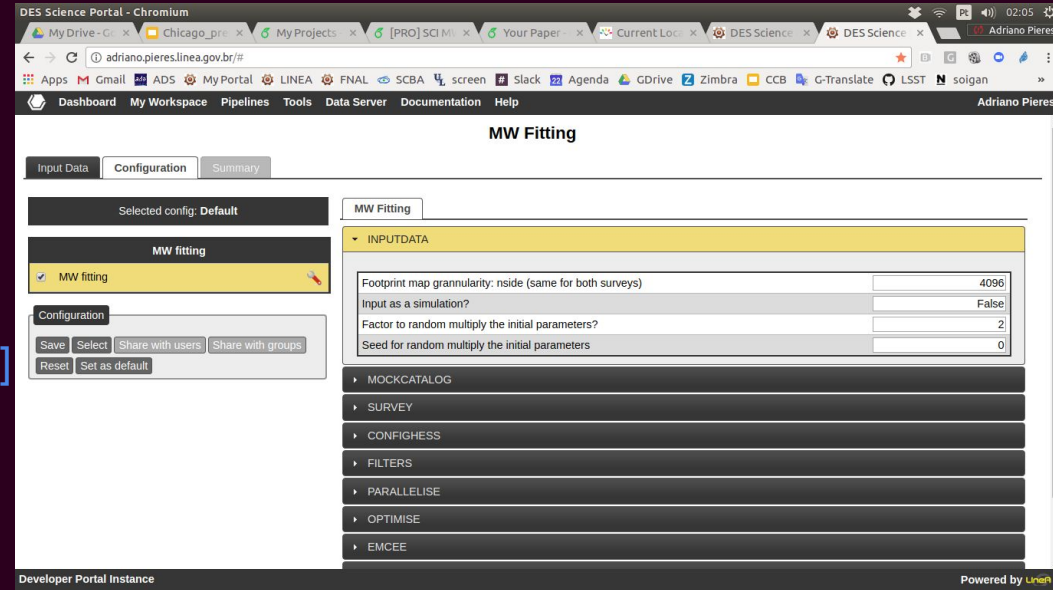 DES Science Portal - Chromium
Pt 02:05
My Drive - Go × Chicago_pre × My Projects × [PRO] SCI MW × Your Paper - × Current Loca × DES Science × DES Science × Adriano Pieres
adriano.pieres.linea.gov.br/#
Apps Gmail ADS My Portal LINEA FNAL SCBA screen Slack Agenda GDrive Zimbra CCB G-Translate LSST soigan »
Dashboard My Workspace Pipelines Tools Data Server Documentation Help Adriano Pieres
MW Fitting
Input Data Configuration Summary
Selected config: Default
MW fitting
MW fitting
Configuration
Save Select Share with users Share with groups
Reset Set as default
]
MW Fitting
INPUTDATA
Footprint map grannularity: nside (same for both surveys) 4096
Input as a simulation? False
Factor to random multiply the initial parameters? 2
Seed for random multiply the initial parameters 0
MOCKCATALOG
SURVEY
CONFIGHESS
FILTERS
PARALLELISE
OPTIMISE
EMCEE
Developer Portal Instance Powered by LIneA